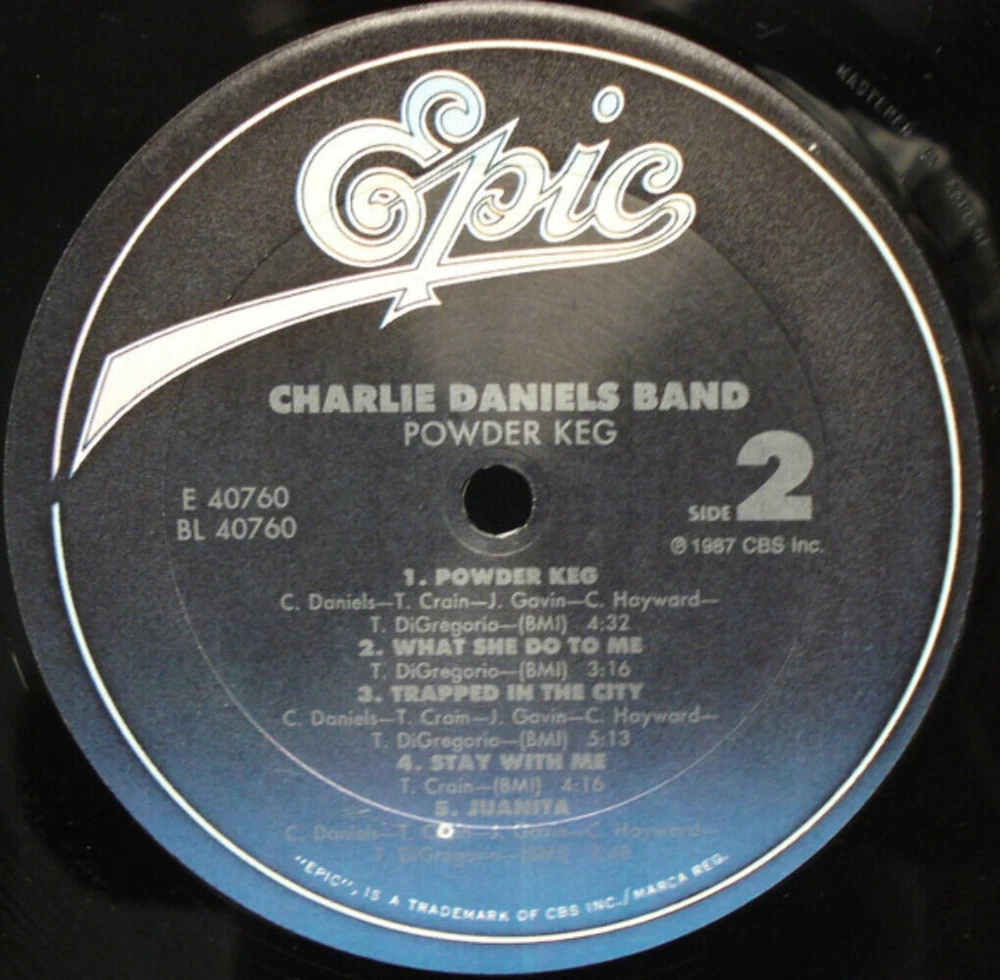 Epic
CHARLIE DANIELS BAND
POWDER KEG
E 40760
BL 40760
SIDE 2
℗ 1987 CBS Inc.
1. POWDER KEG
C. Daniels—T. Crain—J. Gavin—C. Hayward—
T. DiGregorio—(BMI) 4:32
2. WHAT SHE DO TO ME
T. DiGregorio—(BMI) 3:16
3. TRAPPED IN THE CITY
C. Daniels—T. Crain—J. Gavin—C. Hayward—
T. DiGregorio—(BMI) 5:13
4. STAY WITH ME
T. Crain—(BMI) 4:16
5. JUANITA
C. Daniels—T. C J. Gavin—C. Hayward—
T. DiGregorio—(BMI)
"EPIC", IS A TRADEMARK OF CBS INC./MARCA REG.